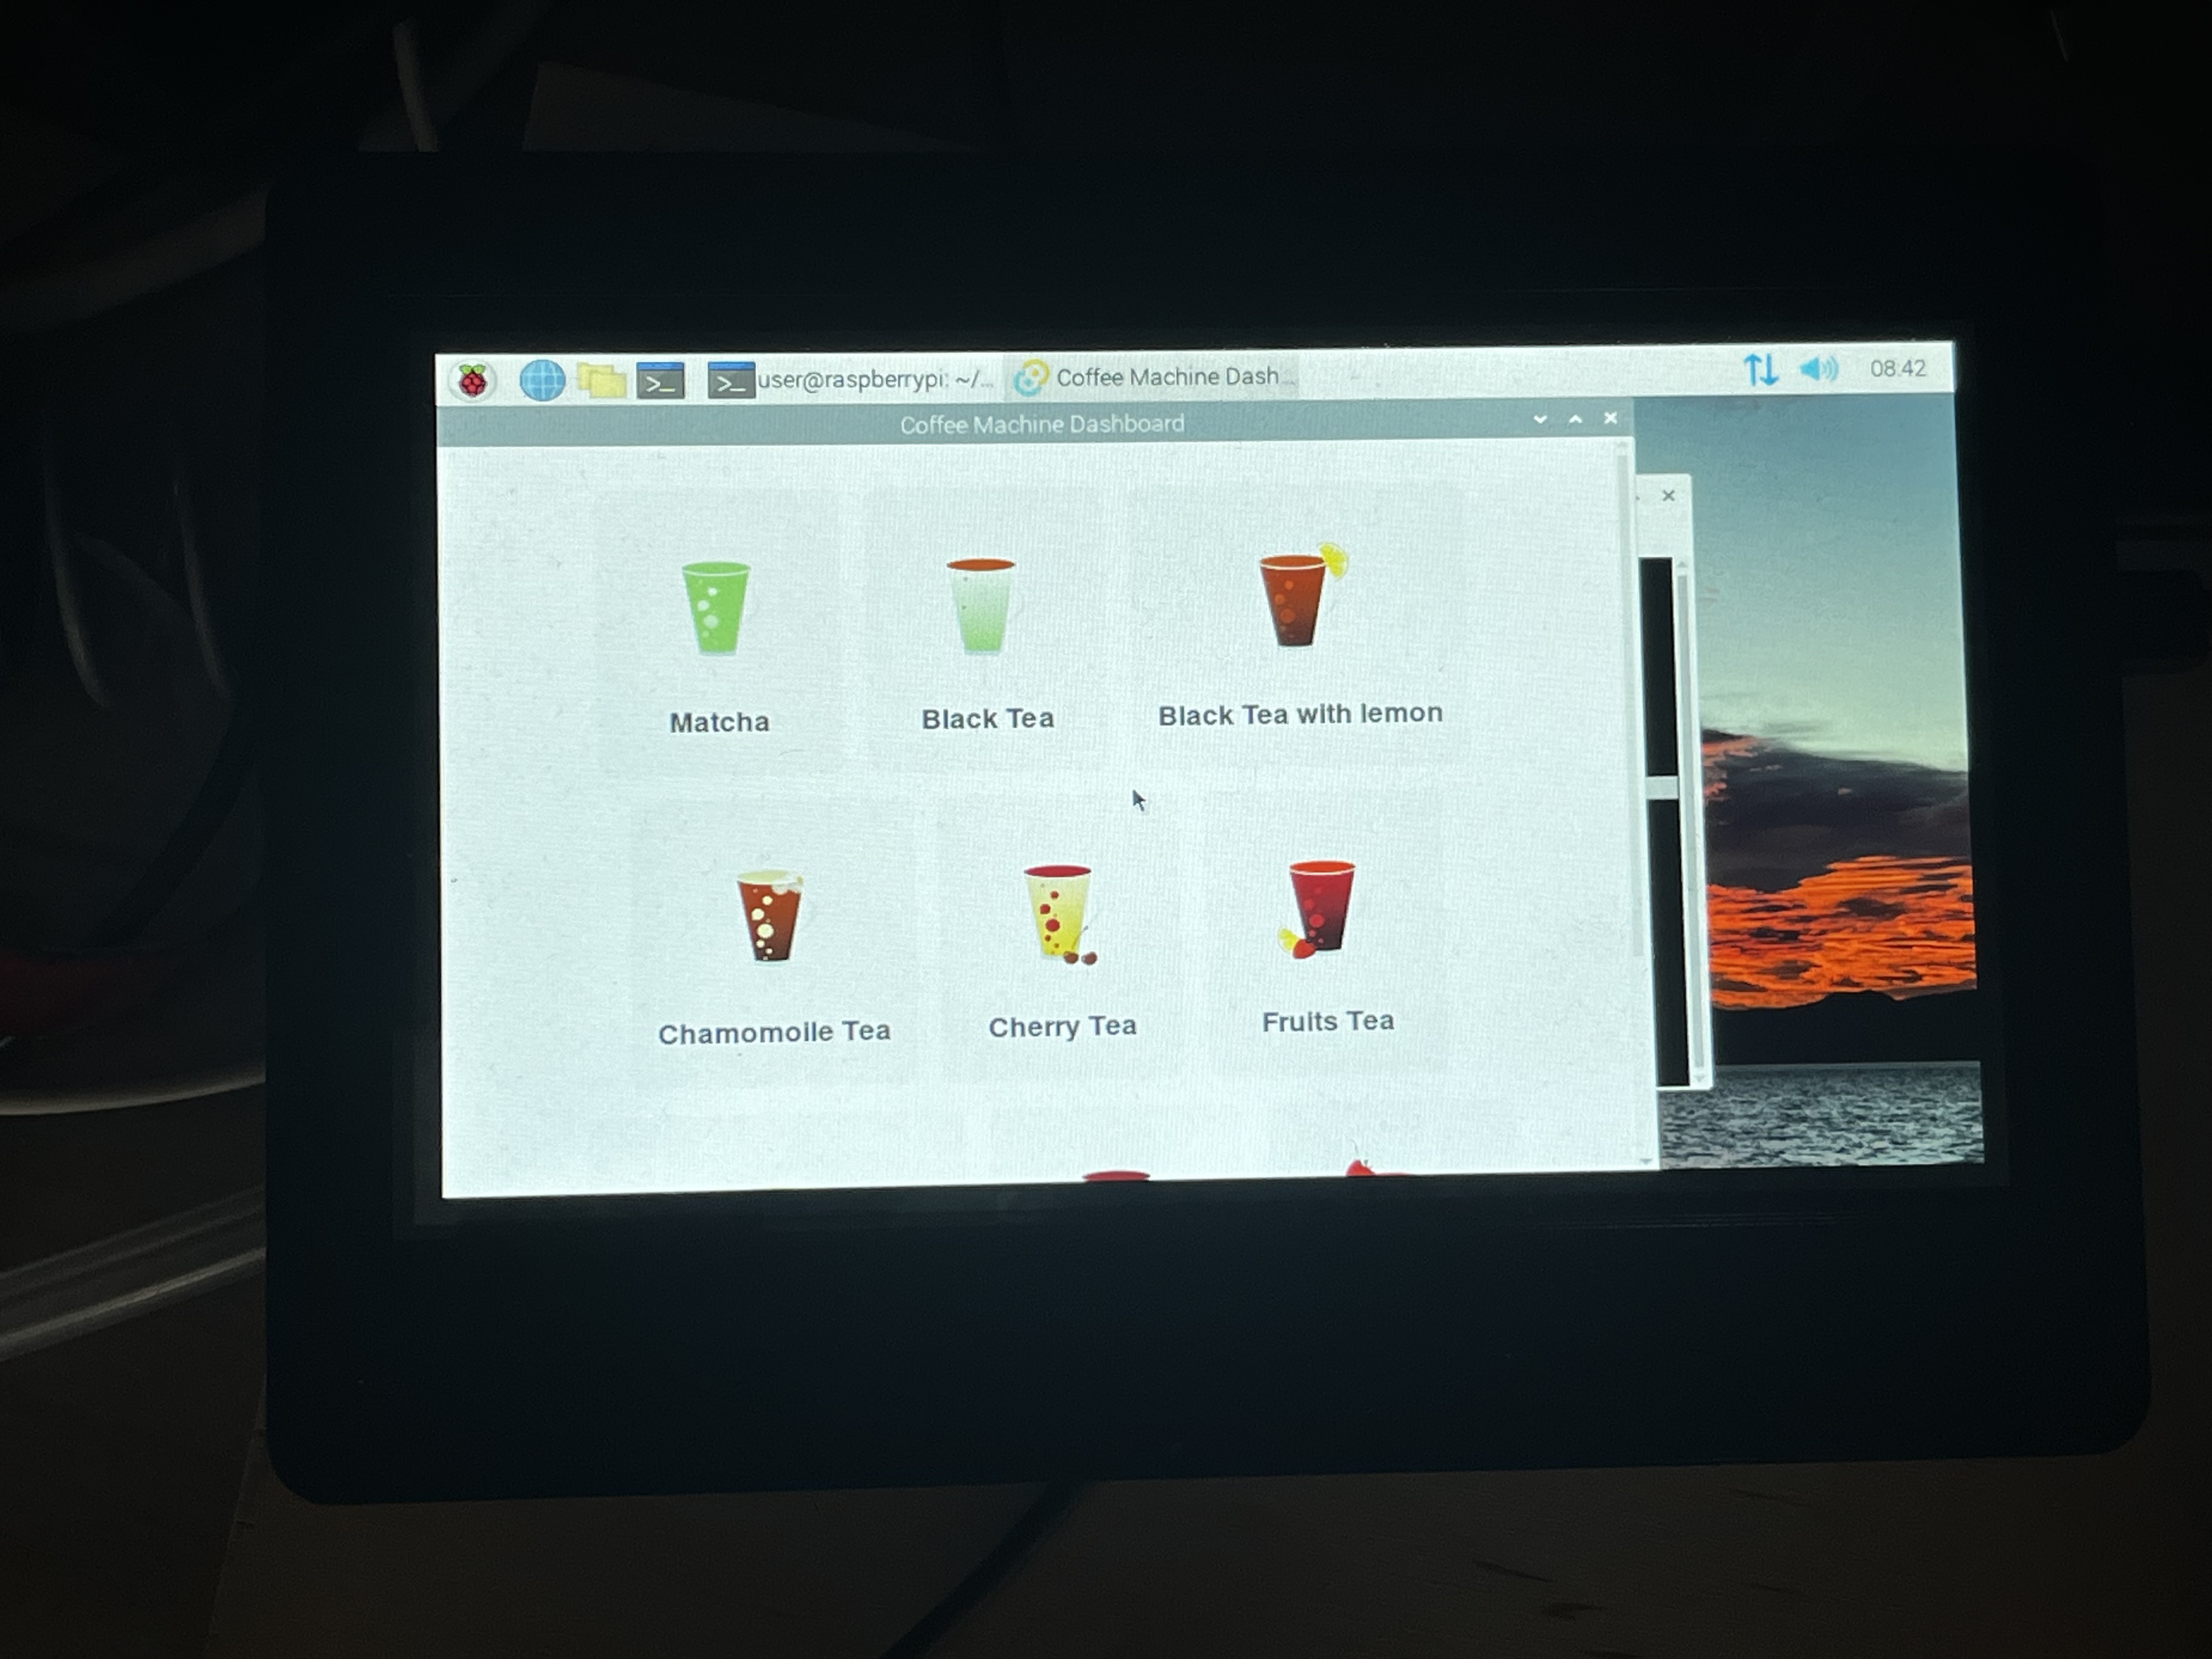 user@raspberrypi: ~/...
Coffee Machine Dash...
08:42
Coffee Machine Dashboard
Matcha
Black Tea
Black Tea with lemon
Chamomoile Tea
Cherry Tea
Fruits Tea